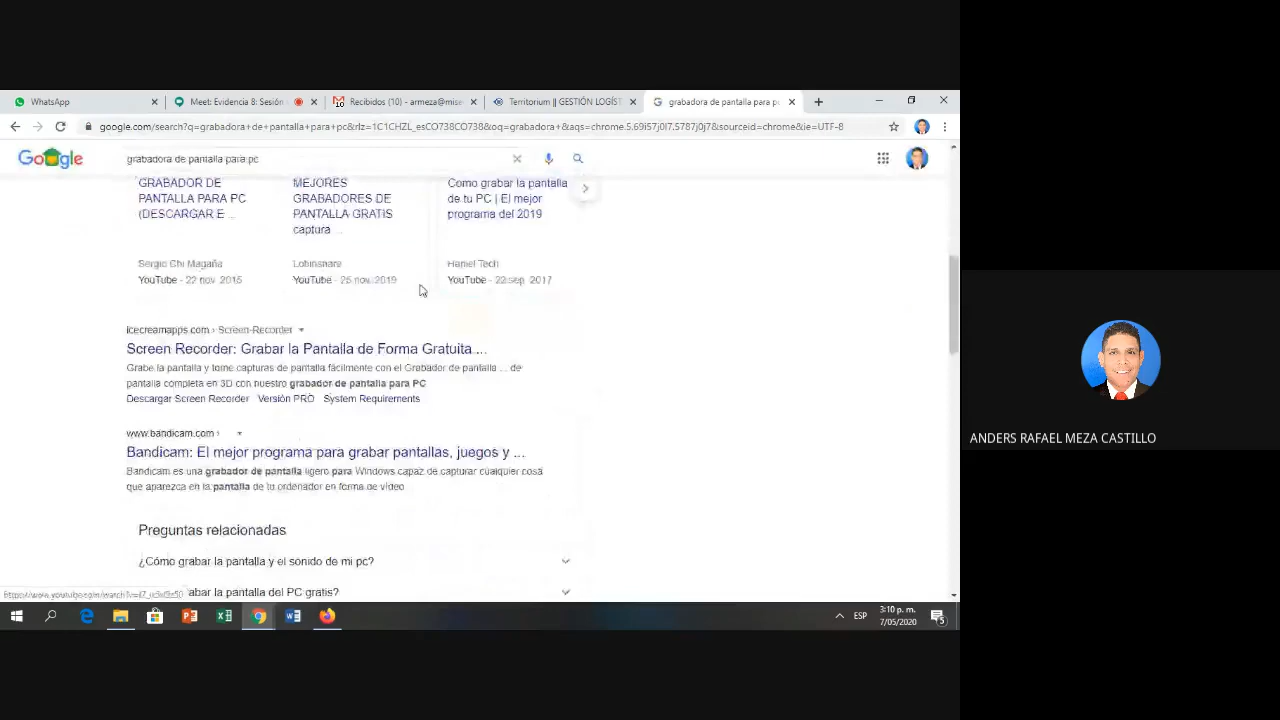 WhatsApp
Meet: Evidencia 8: Sesión
Recibidos (10) - armeza@mise
Territorium || GESTIÓN LOGÍST
grabadora de pantalla para p
google.com/search?q=grabadora+de+pantalla+para+pc&rlz=1C1CHZL_esCO738CO738&oq=grabadora+&aqs=chrome.5.69i57j0l7.5787j0j7&sourceid=chrome&ie=UTF-8
Google
grabadora de pantalla para pc
GRABADOR DE
PANTALLA PARA PC
(DESCARGAR E ...
Sergio Chi Magaña
YouTube - 22 nov. 2015
MEJORES
GRABADORES DE
PANTALLA GRATIS
captura ...
YouTube - 25 nov. 2019
Como grabar la pantalla
de tu PC | El mejor
programa del 2019
Hamel Tech
YouTube - 22 sep. 2017
icecreamapps.com › Screen-Recorder
Screen Recorder: Grabar la Pantalla de Forma Gratuita ...
Grabe la pantalla y tome capturas de pantalla fácilmente con el Grabador de pantalla ... de
pantalla completa en 3D con nuestro grabador de pantalla para PC
Descargar Screen Recorder Versión PRO System Requirements
www.bandicam.com ›
Bandicam: El mejor programa para grabar pantallas, juegos y ...
Bandicam es una grabador de pantalla ligero para Windows capaz de capturar cualquier cosa
que aparezca en la pantalla de tu ordenador en forma de vídeo
Preguntas relacionadas
¿Cómo grabar la pantalla y el sonido de mi pc?
abar la pantalla del PC gratis?
ESP
3:10 p. m.
7/05/2020
5
ANDERS RAFAEL MEZA CASTILLO